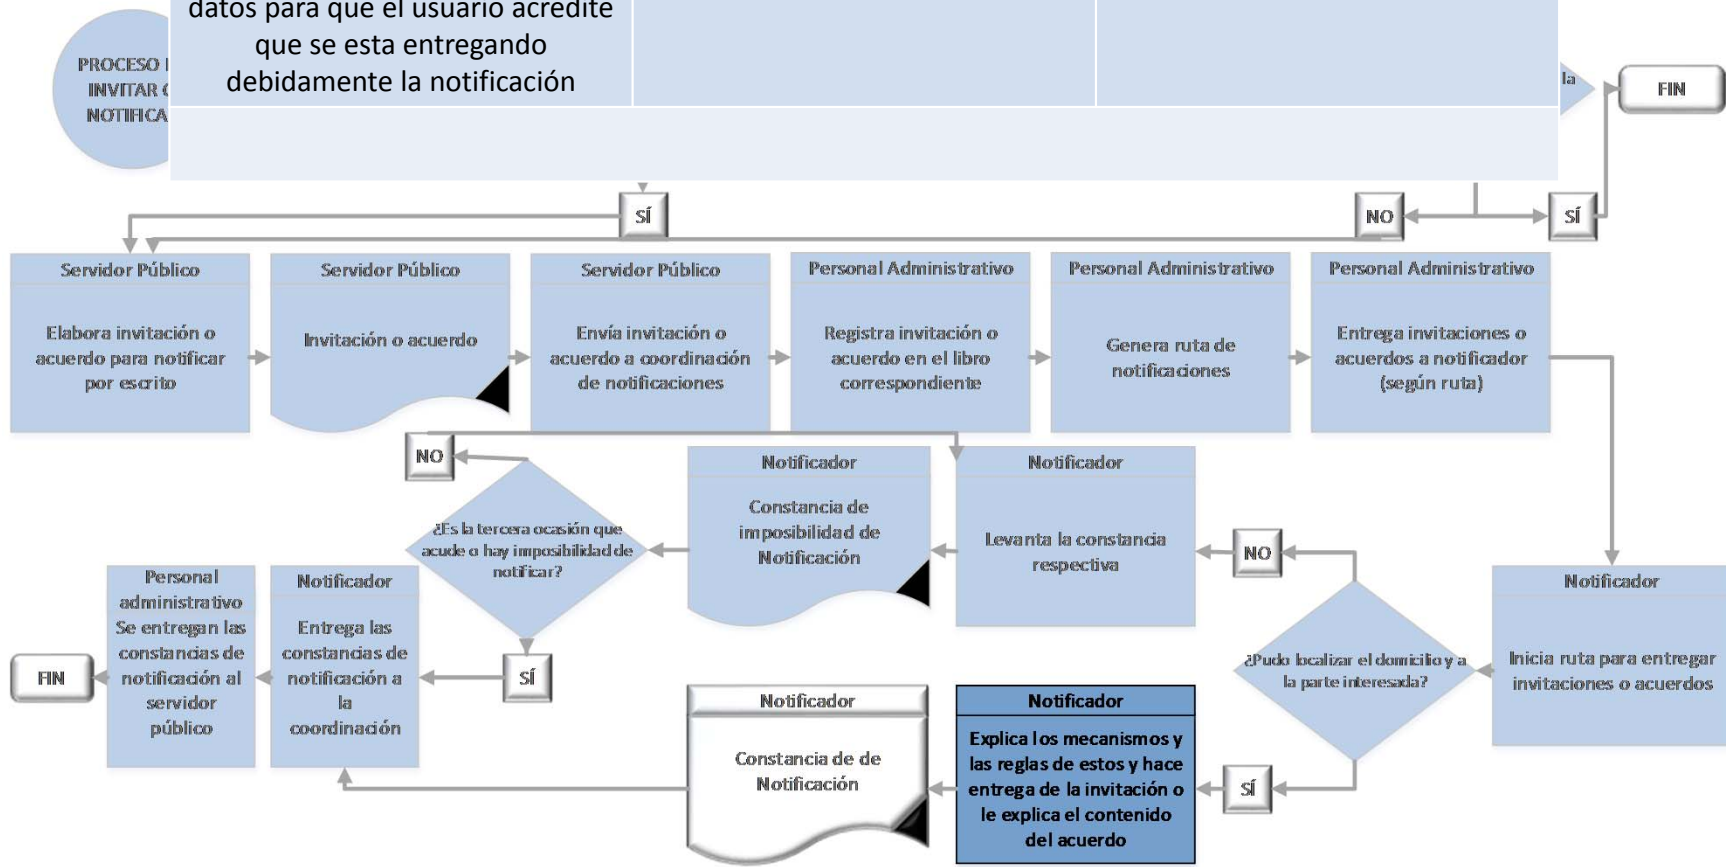 datos para que el usuario acredite
que se esta entregando
debidamente la notificación
PROCESO
INVITAR
NOTIFICA
la
FIN
SÍ
NO
SÍ
Servidor Público
Elabora invitación o
acuerdo para notificar
por escrito
Servidor Público
Invitación o acuerdo
Servidor Público
Envía invitación o
acuerdo a coordinación
de notificaciones
Personal Administrativo
Registra invitación o
acuerdo en el libro
correspondiente
Personal Administrativo
Genera ruta de
notificaciones
Personal Administrativo
Entrega invitaciones o
acuerdos a notificador
(según ruta)
NO
¿Es la tercera ocasión que
acude o hay imposibilidad de
notificar?
Notificador
Constancia de
imposibilidad de
Notificación
Notificador
Levanta la constancia
respectiva
NO
¿Pudo localizar el domicilio y a
la parte interesada?
Notificador
Inicia ruta para entregar
invitaciones o acuerdos
FIN
Personal
administrativo
Se entregan las
constancias de
notificación al
servidor
público
Notificador
Entrega las
constancias de
notificación a
la
coordinación
SÍ
Notificador
Constancia de de
Notificación
Notificador
Explica los mecanismos y
las reglas de estos y hace
entrega de la invitación o
le explica el contenido
del acuerdo
SÍ